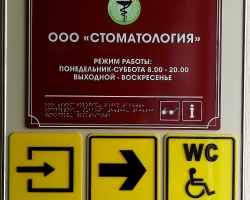 ООО «СТОМАТОЛОГИЯ»
РЕЖИМ РАБОТЫ:
ПОНЕДЕЛЬНИК-СУББОТА 8.00 - 20.00
ВЫХОДНОЙ - ВОСКРЕСЕНЬЕ
i
WC